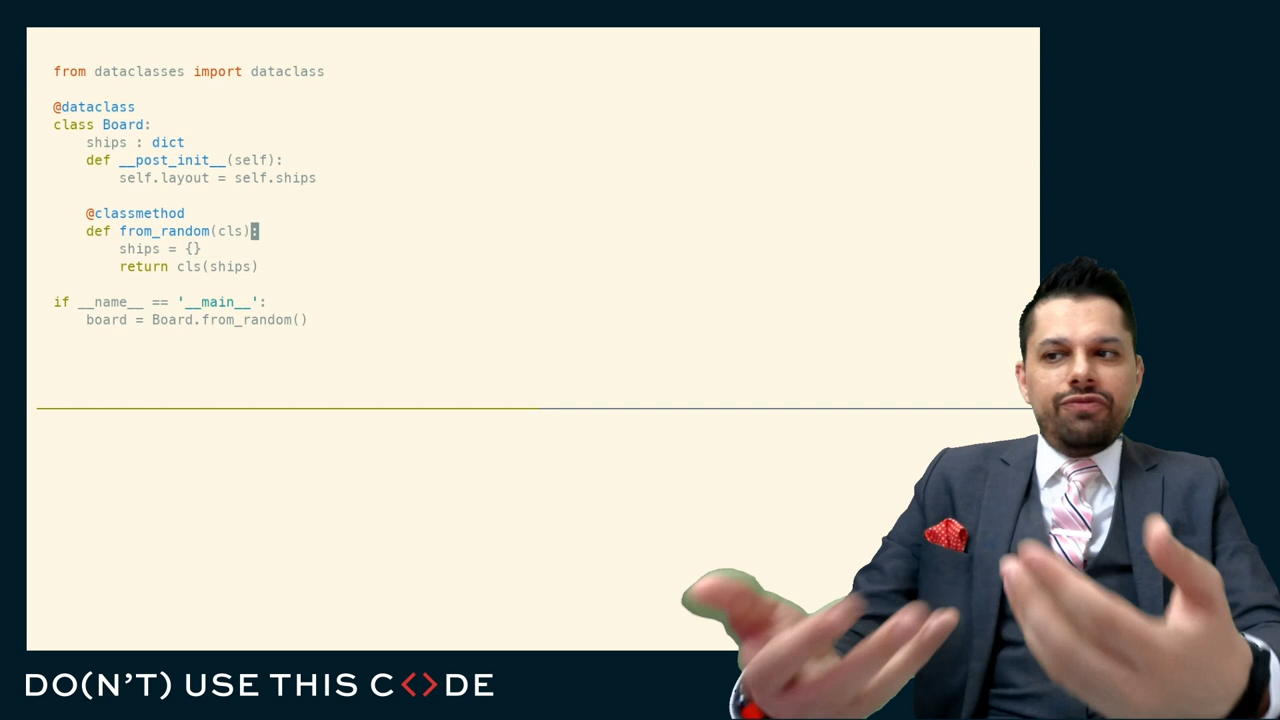 from dataclasses import dataclass
@dataclass
class Board:
    ships : dict
    def __post_init__(self):
        self.layout = self.ships
    @classmethod
    def from_random(cls):
        ships = {}
        return cls(ships)
if __name__ == '__main__':
    board = Board.from_random()
DO(N'T) USE THIS C<>DE